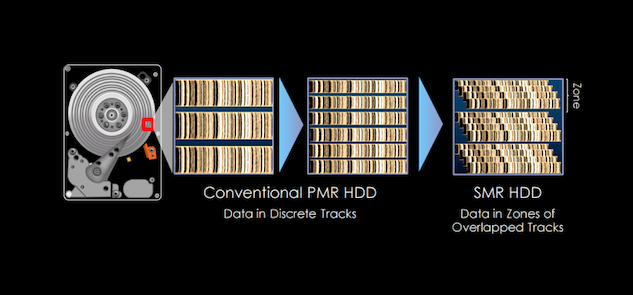 Zone
Conventional PMR HDD
Data in Discrete Tracks
SMR HDD
Data in Zones of
Overlapped Tracks